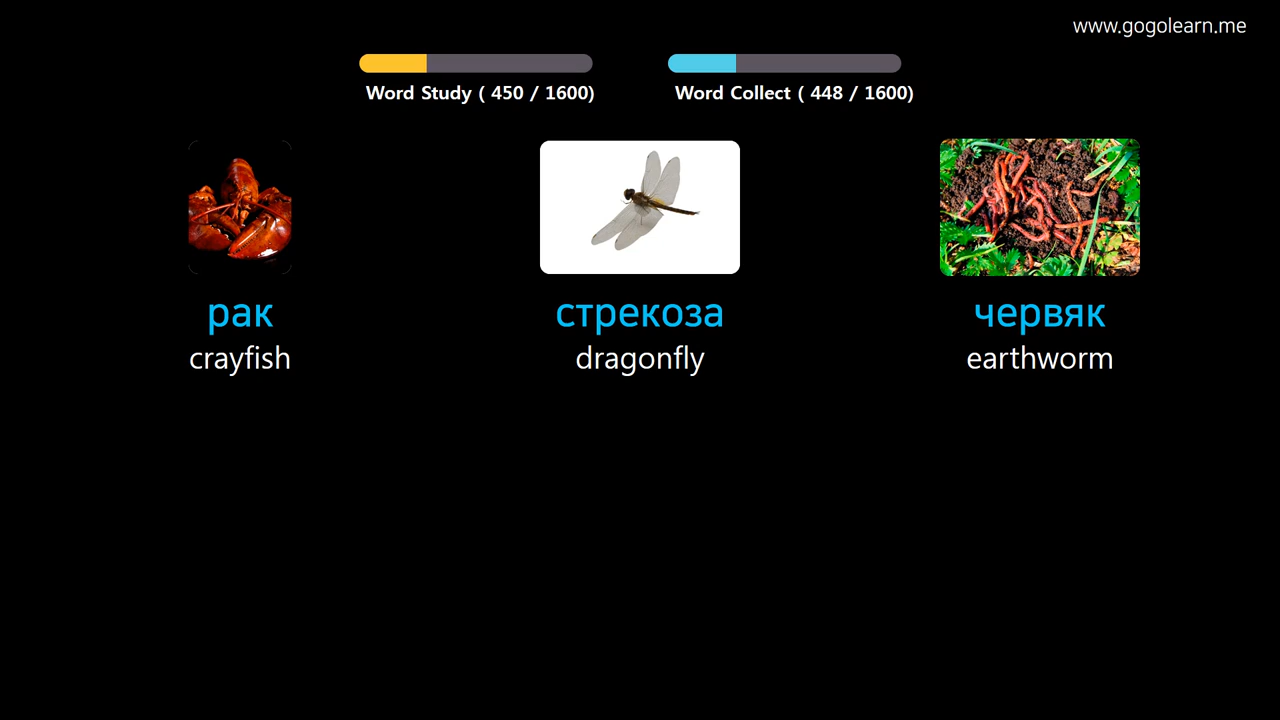 www.gogolearn.me
Word Study ( 450 / 1600)
Word Collect ( 448 / 1600)
рак
стрекоза
червяк
crayfish
dragonfly
earthworm